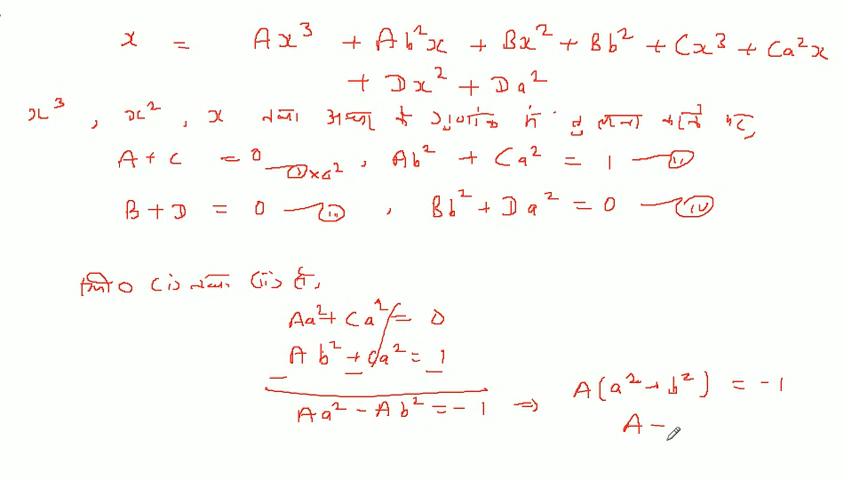 x = Ax³ + Ab²x + Bx² + Bb² + Cx³ + Ca²x
+ Dx² + Da²
x³, x², x तथा अचर के गुणांक में तुलना करने पर,
A + C = 0 —(i)×a², Ab² + Ca² = 1 —(ii)
B + D = 0 —(iii), Bb² + Da² = 0 —(iv)
समी० (i) तथा (ii) से,
Aa² + Ca² = 0
Ab² + Ca² = 1
— — —
Aa² - Ab² = -1 ⇒ A(a² - b²) = -1
A -